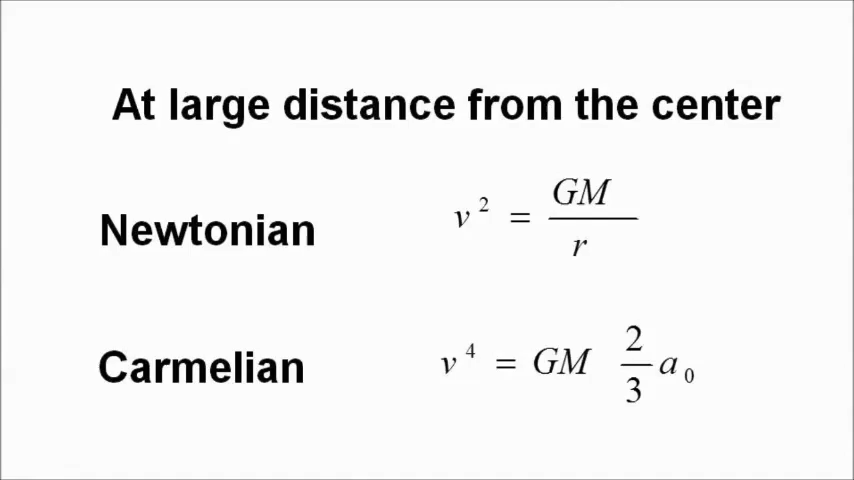 At large distance from the center
Newtonian v² = GM/r
Carmelian v⁴ = GM 2/3 a₀